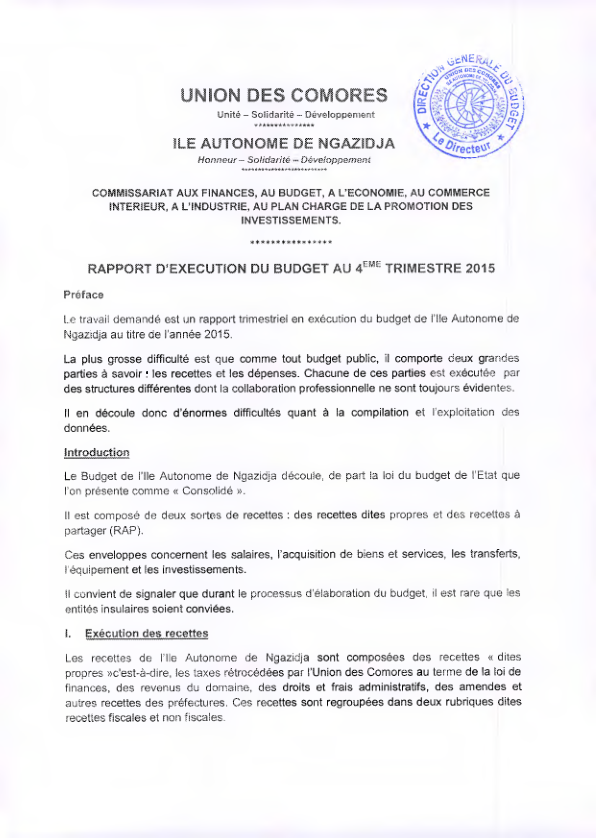 DIRECTION GENERALE DU BUDGET
UNION DES COMORES
★ Le Directeur ★
UNION DES COMORES
Unité – Solidarité – Développement
***************
ILE AUTONOME DE NGAZIDJA
Honneur – Solidarité – Développement
*************************
COMMISSARIAT AUX FINANCES, AU BUDGET, A L'ECONOMIE, AU COMMERCE
INTERIEUR, A L'INDUSTRIE, AU PLAN CHARGE DE LA PROMOTION DES
INVESTISSEMENTS.
****************
RAPPORT D'EXECUTION DU BUDGET AU 4EME TRIMESTRE 2015
Préface
Le travail demandé est un rapport trimestriel en exécution du budget de l'Ile Autonome de
Ngazidja au titre de l'année 2015.
La plus grosse difficulté est que comme tout budget public, il comporte deux grandes
parties à savoir : les recettes et les dépenses. Chacune de ces parties est exécutée par
des structures différentes dont la collaboration professionnelle ne sont toujours évidentes.
Il en découle donc d'énormes difficultés quant à la compilation et l'exploitation des
données.
Introduction
Le Budget de l'Ile Autonome de Ngazidja découle, de part la loi du budget de l'Etat que
l'on présente comme « Consolidé ».
Il est composé de deux sortes de recettes : des recettes dites propres et des recettes à
partager (RAP).
Ces enveloppes concernent les salaires, l'acquisition de biens et services, les transferts,
l'équipement et les investissements.
Il convient de signaler que durant le processus d'élaboration du budget, il est rare que les
entités insulaires soient conviées.
I. Exécution des recettes
Les recettes de l'Ile Autonome de Ngazidja sont composées des recettes « dites
propres »c'est-à-dire, les taxes rétrocédées par l'Union des Comores au terme de la loi de
finances, des revenus du domaine, des droits et frais administratifs, des amendes et
autres recettes des préfectures. Ces recettes sont regroupées dans deux rubriques dites
recettes fiscales et non fiscales.